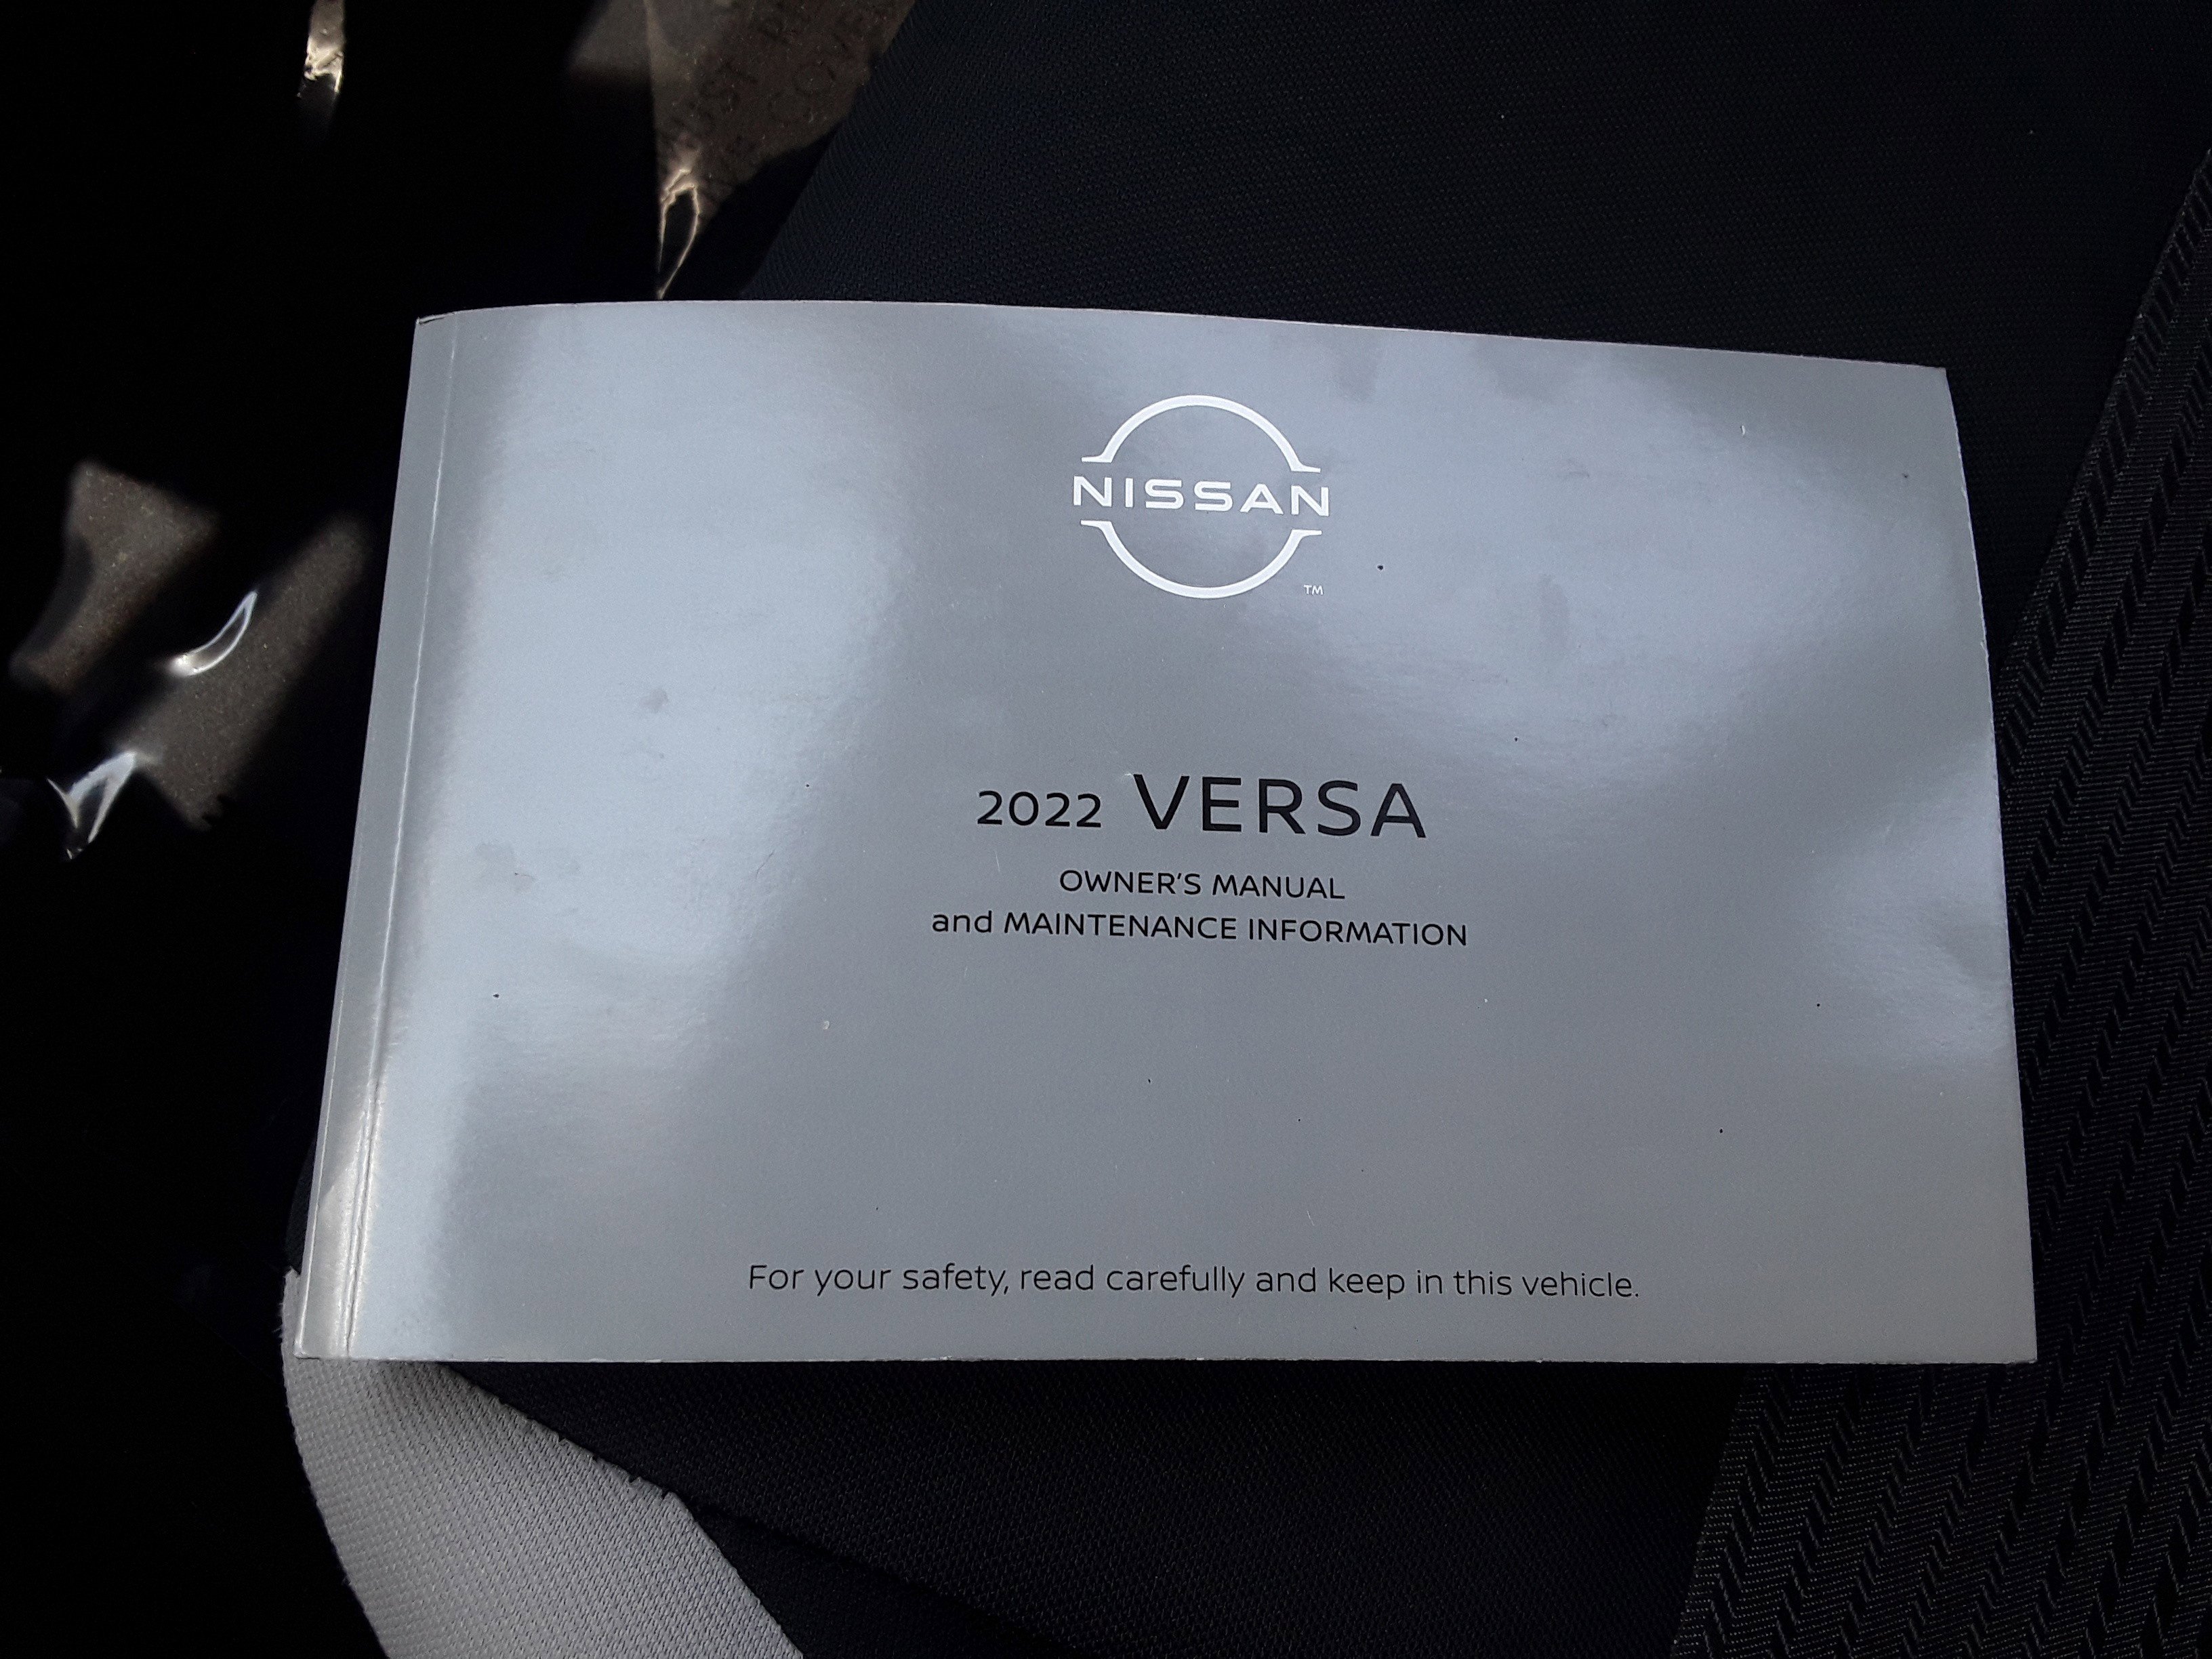 NISSAN
TM
2022 VERSA
OWNER'S MANUAL
and MAINTENANCE INFORMATION
For your safety, read carefully and keep in this vehicle.